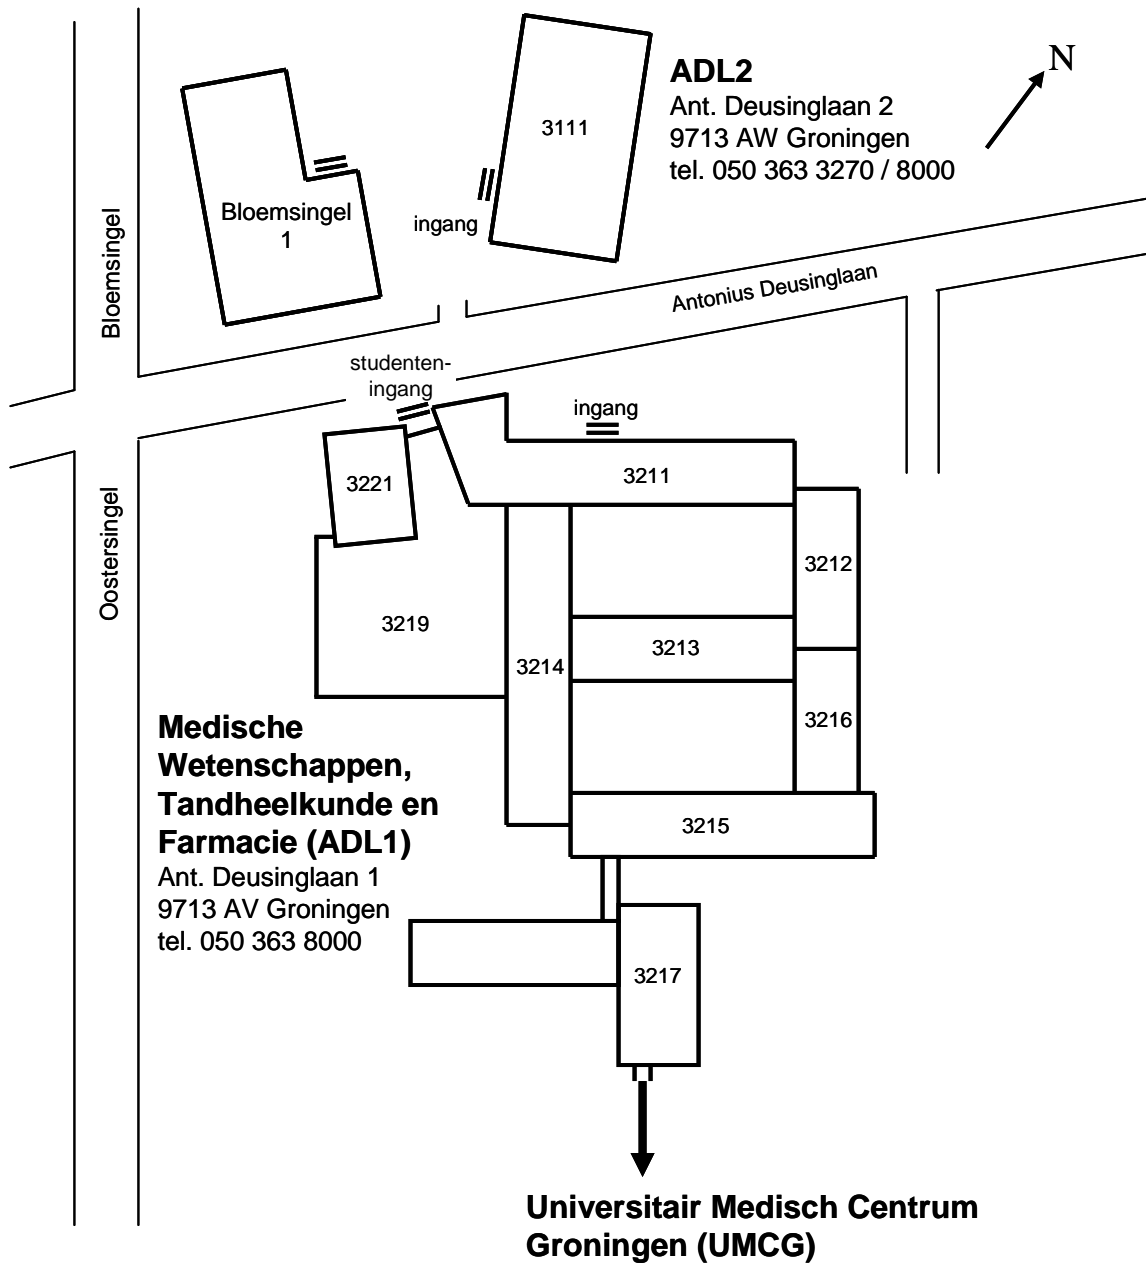 N
ADL2
Ant. Deusinglaan 2
9713 AW Groningen
tel. 050 363 3270 / 8000
3111
Bloemsingel
1
ingang
Bloemsingel
Antonius Deusinglaan
studenten-
ingang
ingang
3221
3211
Oostersingel
3212
3219
3213
3214
3216
Medische
Wetenschappen,
Tandheelkunde en
Farmacie (ADL1)
Ant. Deusinglaan 1
9713 AV Groningen
tel. 050 363 8000
3215
3217
Universitair Medisch Centrum
Groningen (UMCG)